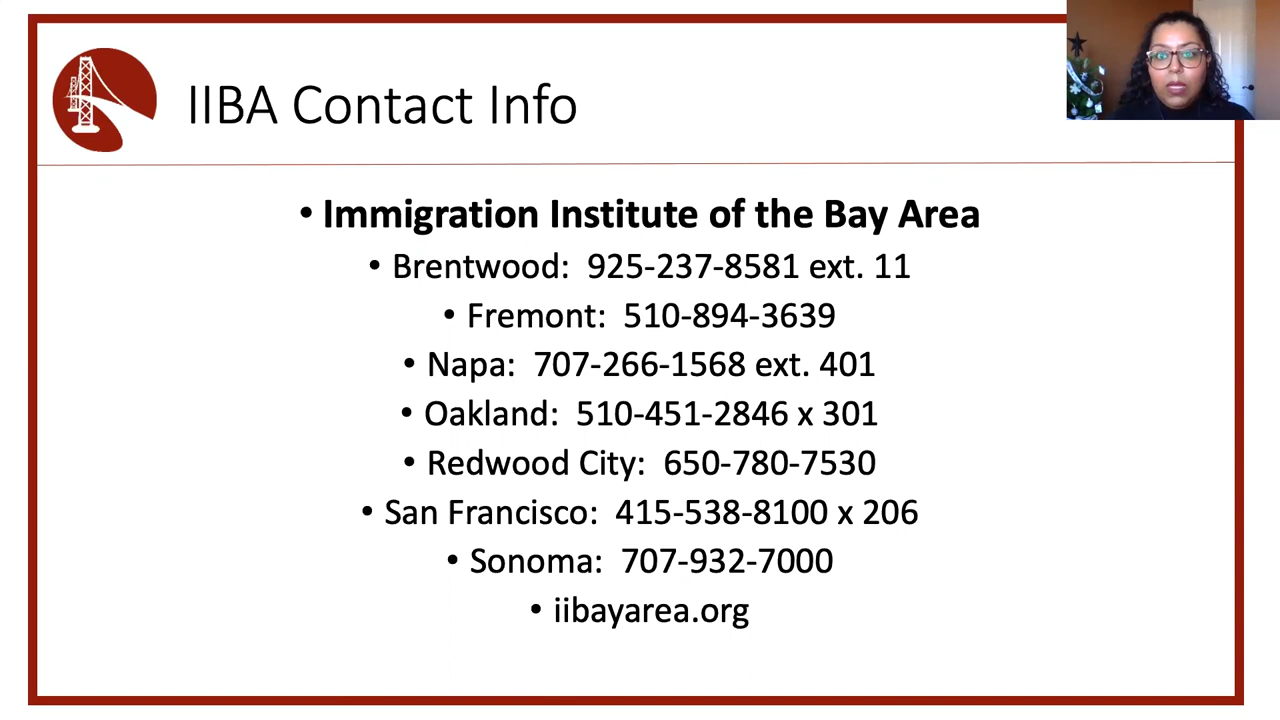 IIBA Contact Info
• Immigration Institute of the Bay Area
• Brentwood: 925-237-8581 ext. 11
• Fremont: 510-894-3639
• Napa: 707-266-1568 ext. 401
• Oakland: 510-451-2846 x 301
• Redwood City: 650-780-7530
• San Francisco: 415-538-8100 x 206
• Sonoma: 707-932-7000
• iibayarea.org